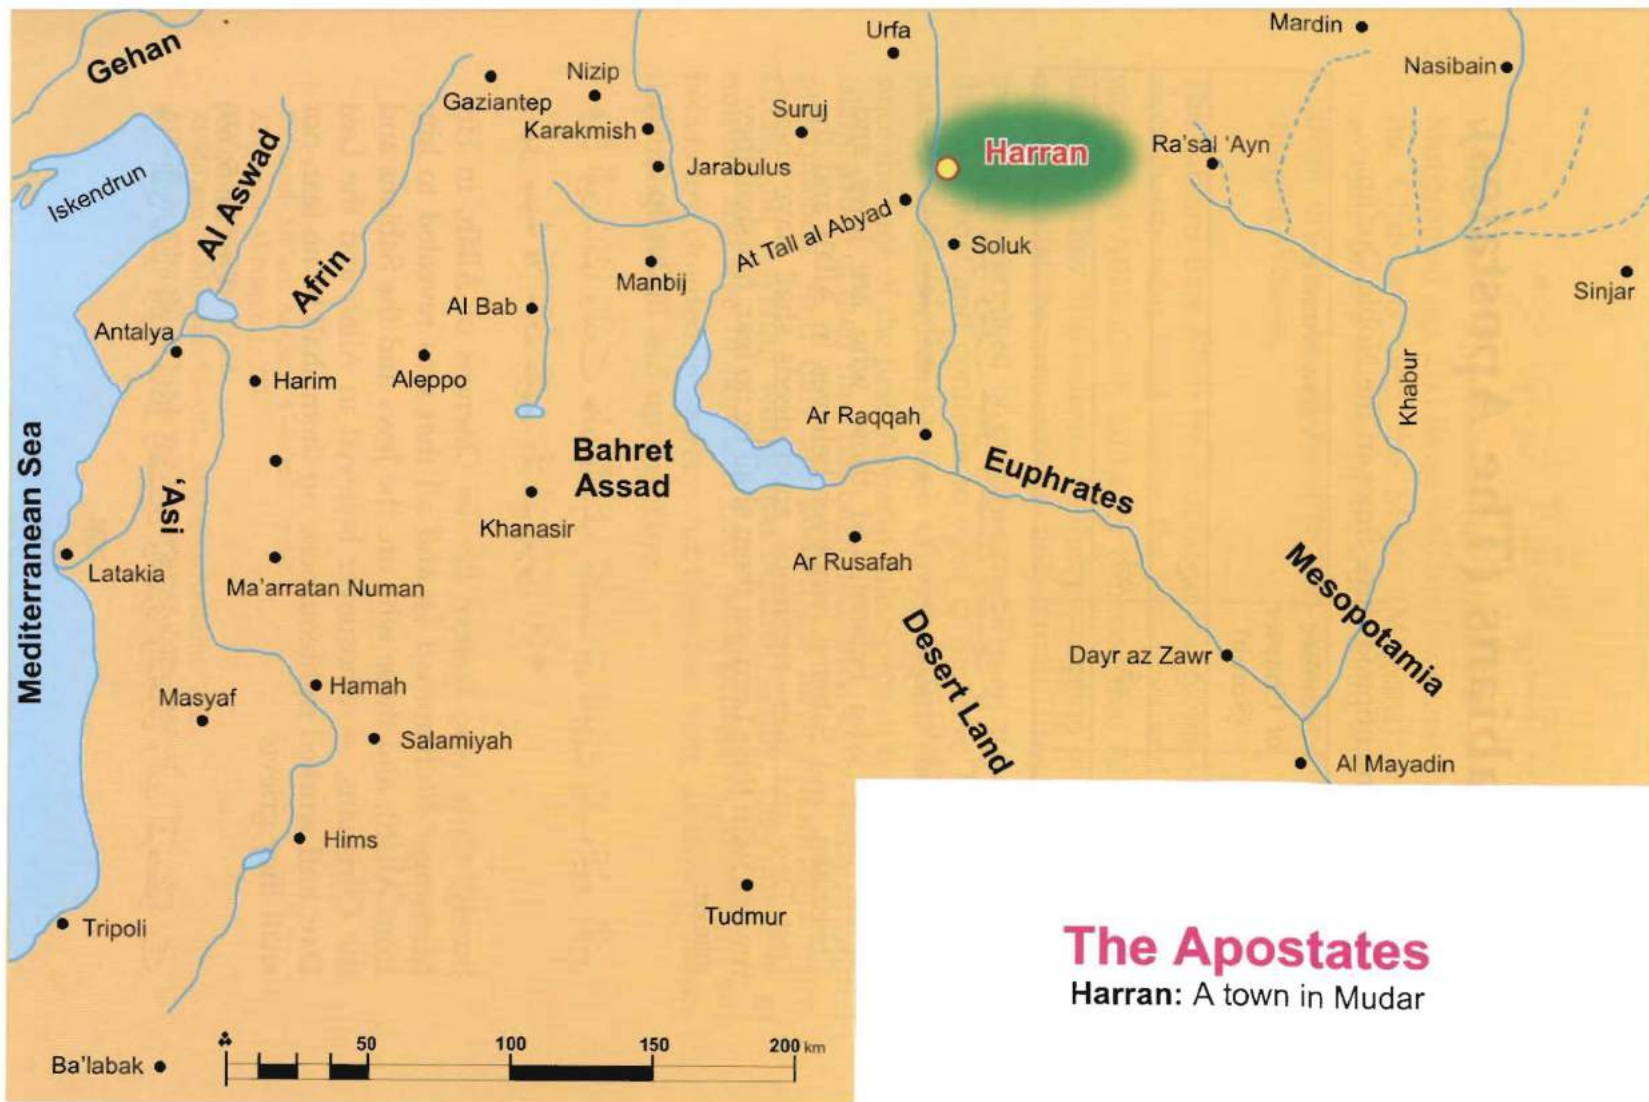 Gehan
Urfa
Mardin
Nasibain
Nizip
Gaziantep
Suruj
Karakmish
Harran
Ra'sal 'Ayn
Iskendrun
Al Aswad
Jarabulus
At Tall al Abyad
Soluk
Afrin
Manbij
Sinjar
Al Bab
Antalya
Harim
Aleppo
Khabur
Ar Raqqah
Mediterranean Sea
'Asi
Bahret
Assad
Euphrates
Khanasir
Ar Rusafah
Latakia
Ma'arratan Numan
Mesopotamia
Desert Land
Dayr az Zawr
Hamah
Masyaf
Salamiyah
Al Mayadin
Hims
Tudmur
Tripoli
The Apostates
Harran: A town in Mudar
50 100 150 200 km
Ba'labak